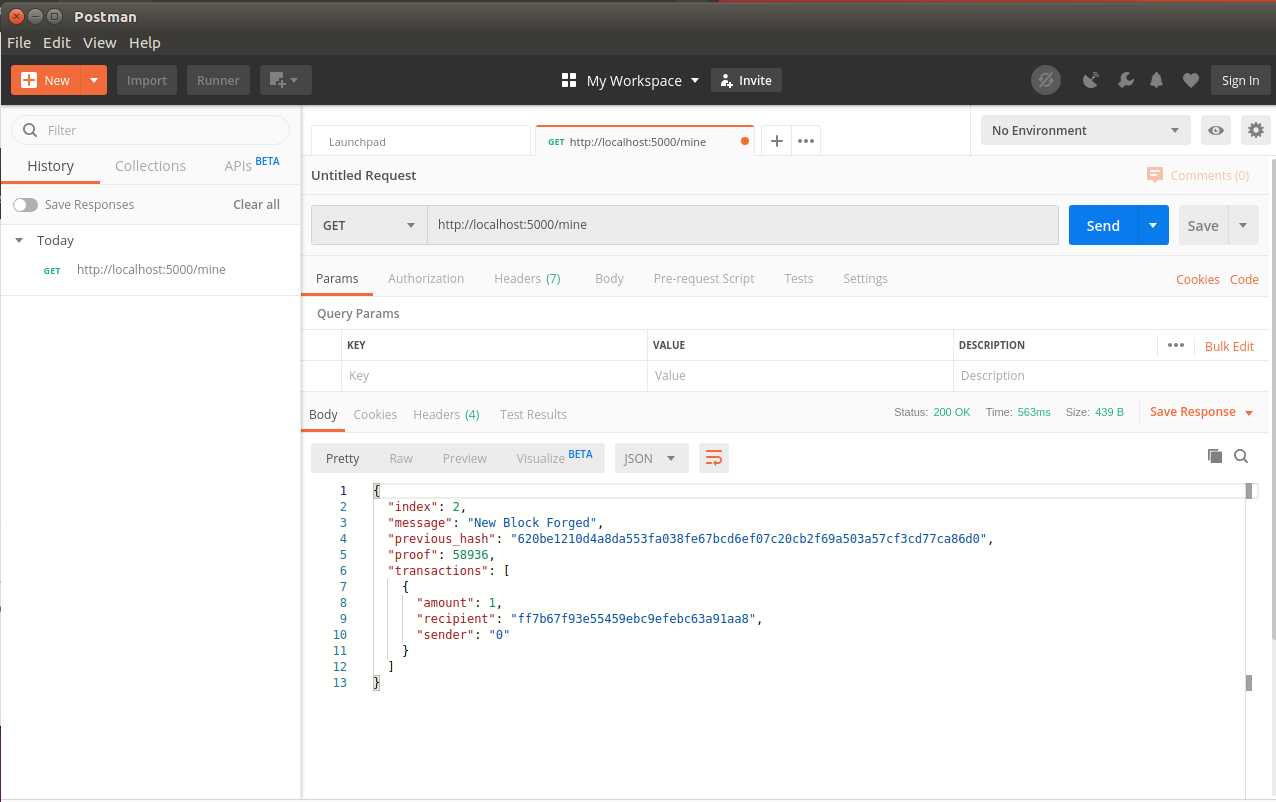 Postman
File Edit View Help
New Import Runner My Workspace Invite Sign In
Filter
History Collections APIs BETA
Save Responses Clear all
Today
GET http://localhost:5000/mine
Launchpad GET http://localhost:5000/mine No Environment
Untitled Request Comments (0)
GET http://localhost:5000/mine Send Save
Params Authorization Headers (7) Body Pre-request Script Tests Settings Cookies Code
Query Params
KEY VALUE DESCRIPTION Bulk Edit
Key Value Description
Body Cookies Headers (4) Test Results Status: 200 OK Time: 563ms Size: 439 B Save Response
Pretty Raw Preview Visualize BETA JSON
1 {
2 "index": 2,
3 "message": "New Block Forged",
4 "previous_hash": "620be1210d4a8da553fa038fe67bcd6ef07c20cb2f69a503a57cf3cd77ca86d0",
5 "proof": 58936,
6 "transactions": [
7 {
8 "amount": 1,
9 "recipient": "ff7b67f93e55459ebc9efebc63a91aa8",
10 "sender": "0"
11 }
12 ]
13 }